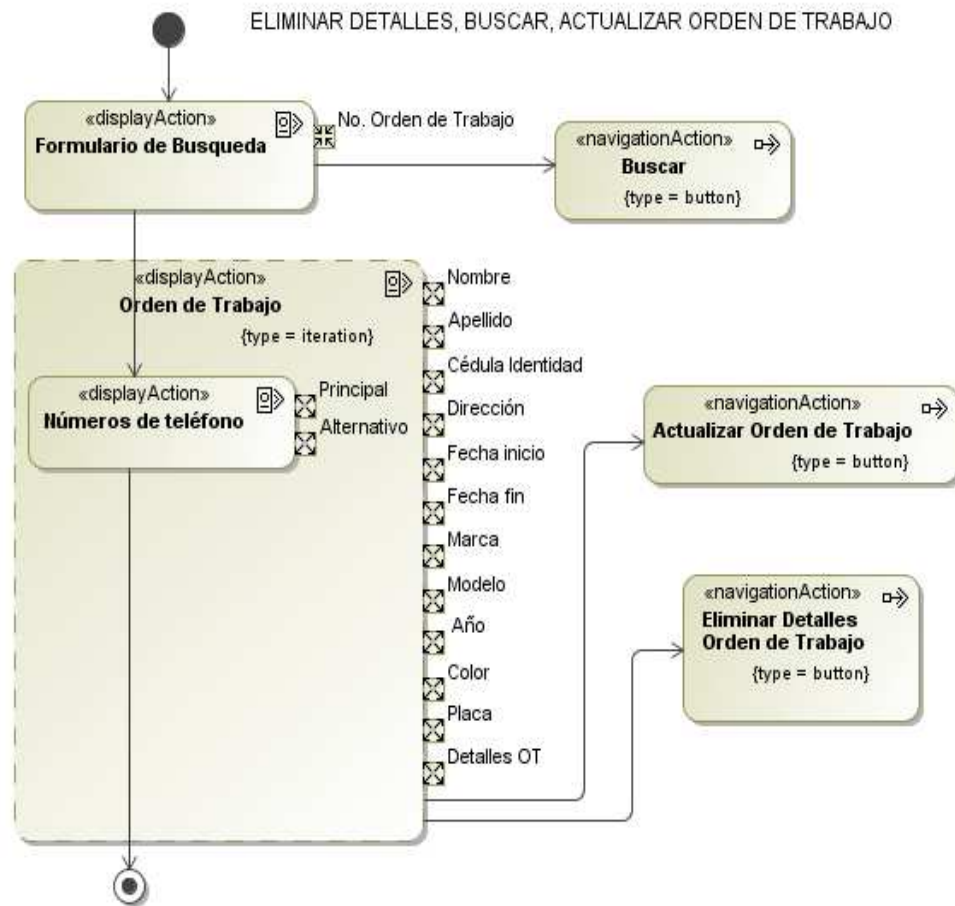 ELIMINAR DETALLES, BUSCAR, ACTUALIZAR ORDEN DE TRABAJO
«displayAction»
Formulario de Busqueda
No. Orden de Trabajo
«navigationAction»
Buscar
{type = button}
«displayAction»
Orden de Trabajo
{type = iteration}
«displayAction»
Números de teléfono
Principal
Alternativo
Nombre
Apellido
Cédula Identidad
Dirección
Fecha inicio
Fecha fin
Marca
Modelo
Año
Color
Placa
Detalles OT
«navigationAction»
Actualizar Orden de Trabajo
{type = button}
«navigationAction»
Eliminar Detalles
Orden de Trabajo
{type = button}